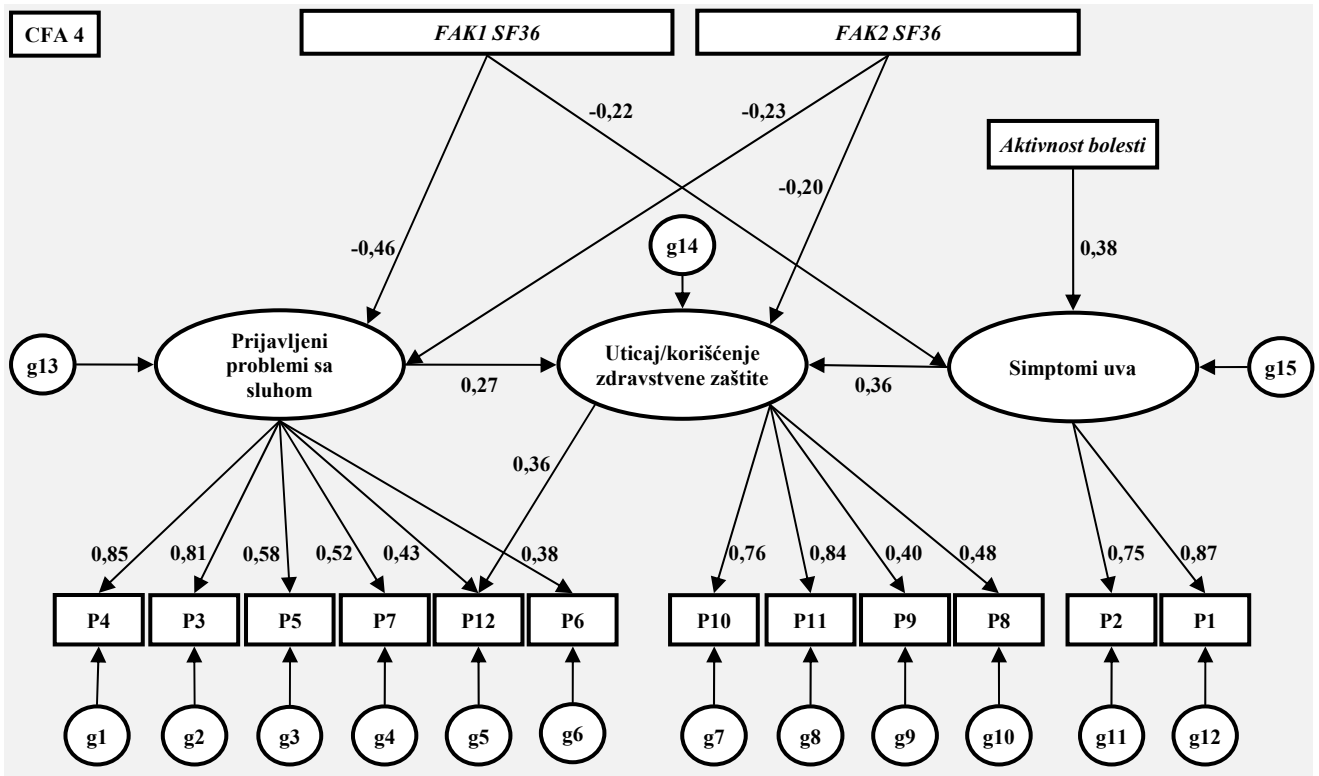 CFA 4
FAK1 SF36
FAK2 SF36
-0,22
-0,23
Aktivnost bolesti
-0,20
-0,46
g14
0,38
g13
Prijavljeni
problemi sa
sluhom
0,27
Uticaj/korišćenje
zdravstvene zaštite
0,36
Simptomi uva
g15
0,36
0,85
0,81
0,58
0,52
0,43
0,38
0,76
0,84
0,40
0,48
0,75
0,87
P4
P3
P5
P7
P12
P6
P10
P11
P9
P8
P2
P1
g1
g2
g3
g4
g5
g6
g7
g8
g9
g10
g11
g12